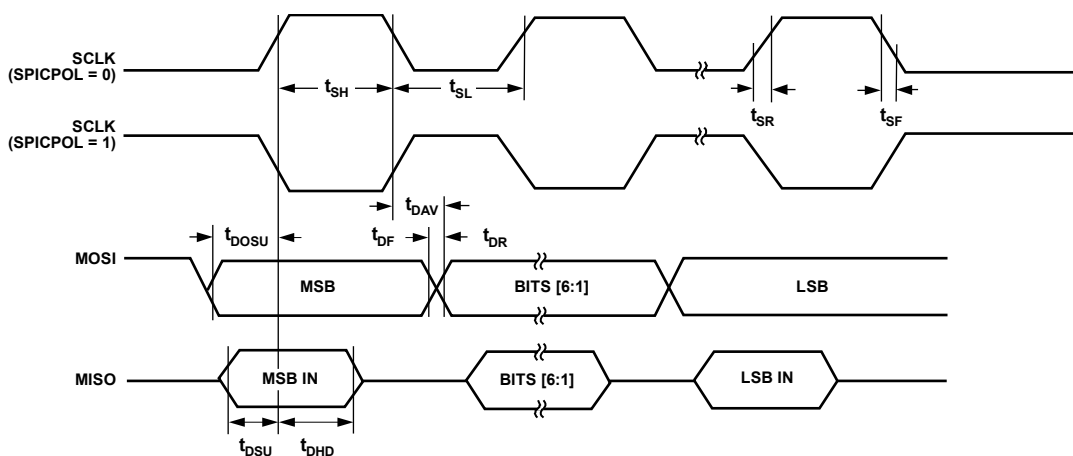 SCLK
(SPICPOL = 0)
tSH
tSL
tSR
tSF
SCLK
(SPICPOL = 1)
tDAV
tDOSU
tDF
tDR
MOSI
MSB
BITS [6:1]
LSB
MISO
MSB IN
BITS [6:1]
LSB IN
tDSU
tDHD